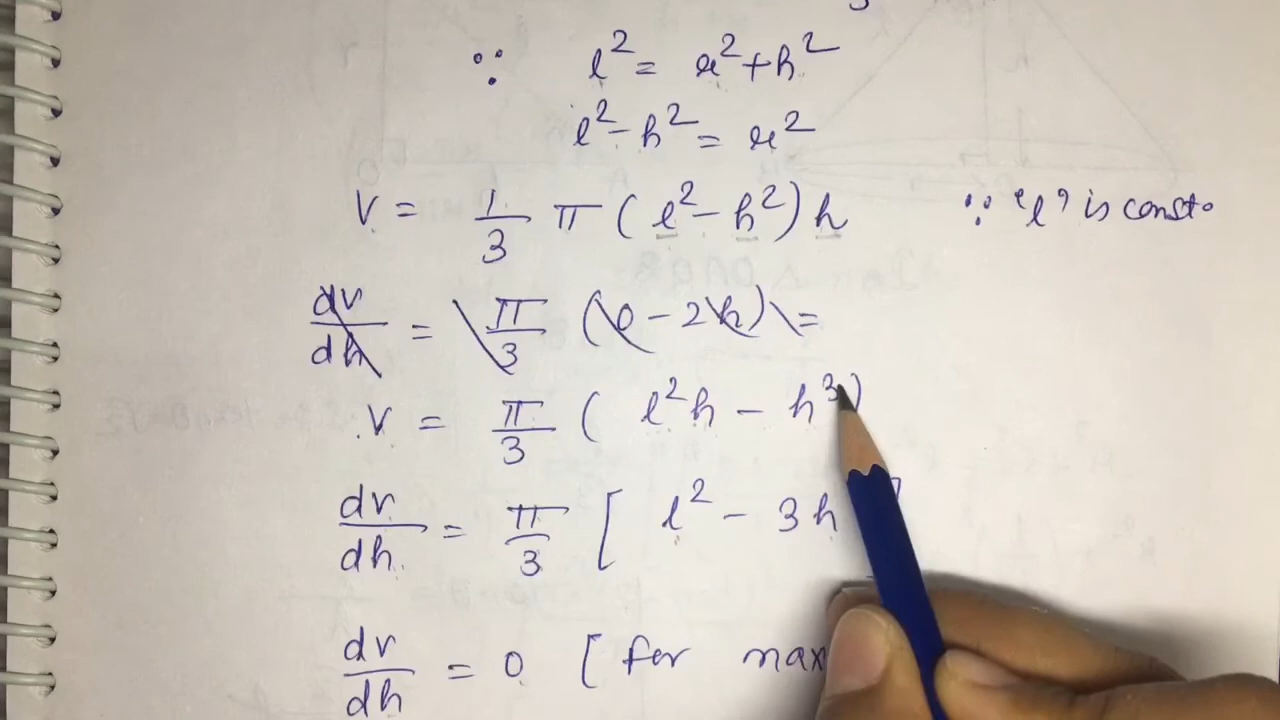 ∵ l² = r² + h²
l² - h² = r²
V = 1/3 π (l² - h²) h ∵ 'l' is const.
dv/dh = π/3 (0 - 2h) =
V = π/3 ( l²h - h³)
dv/dh = π/3 [ l² - 3h
dv/dh = 0 [ for max